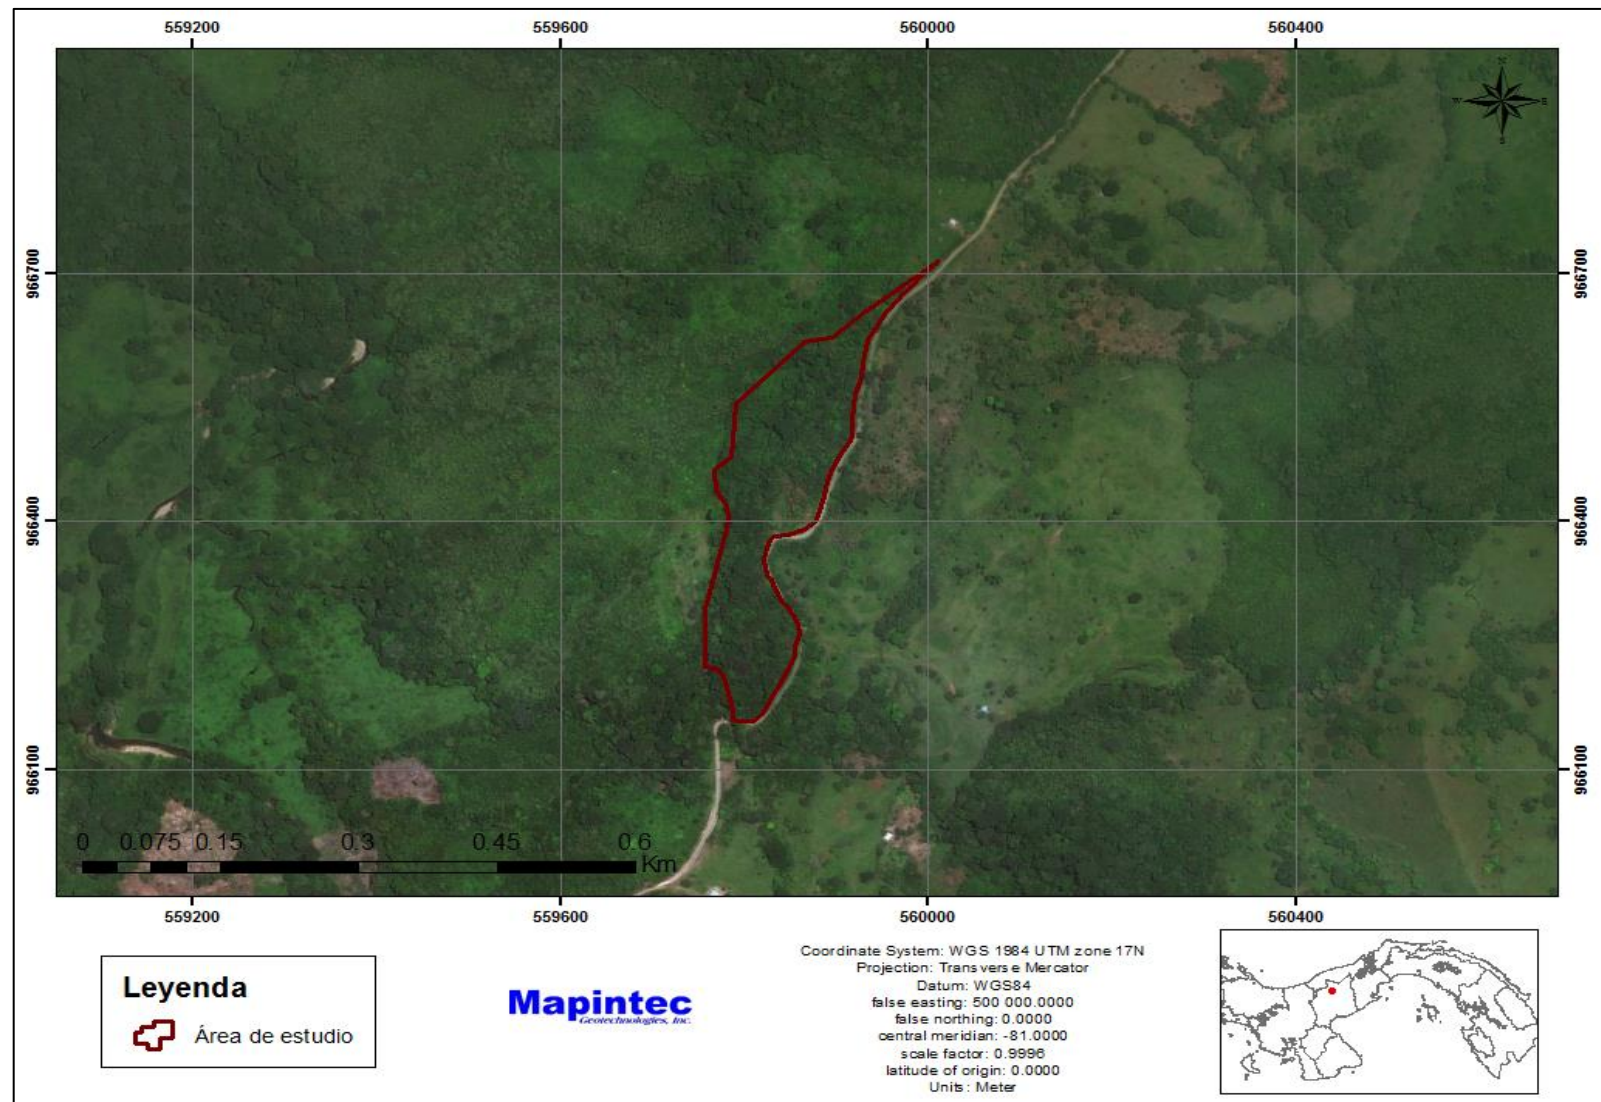 559200 559600 560000 560400
N
W E
S
966700 966700
966400 966400
966100 966100
0 0.075 0.15 0.3 0.45 0.6
Km
559200 559600 560000 560400
Leyenda
Área de estudio
Mapintec
Geotechnologies, Inc.
Coordinate System: WGS 1984 UTM zone 17N
Projection: Transverse Mercator
Datum: WGS84
false easting: 500 000.0000
false northing: 0.0000
central meridian: -81.0000
scale factor: 0.9996
latitude of origin: 0.0000
Units: Meter